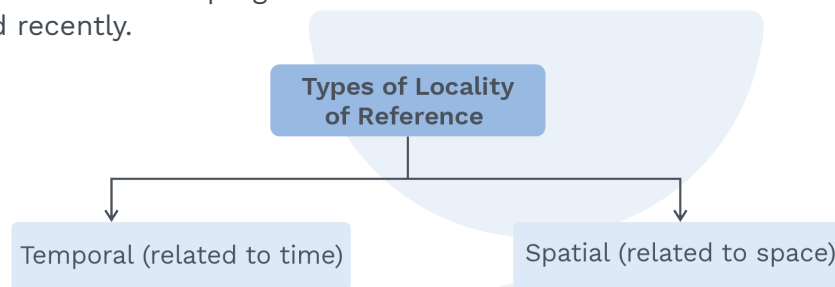 recently.
Types of Locality
of Reference
Temporal (related to time)
Spatial (related to space)